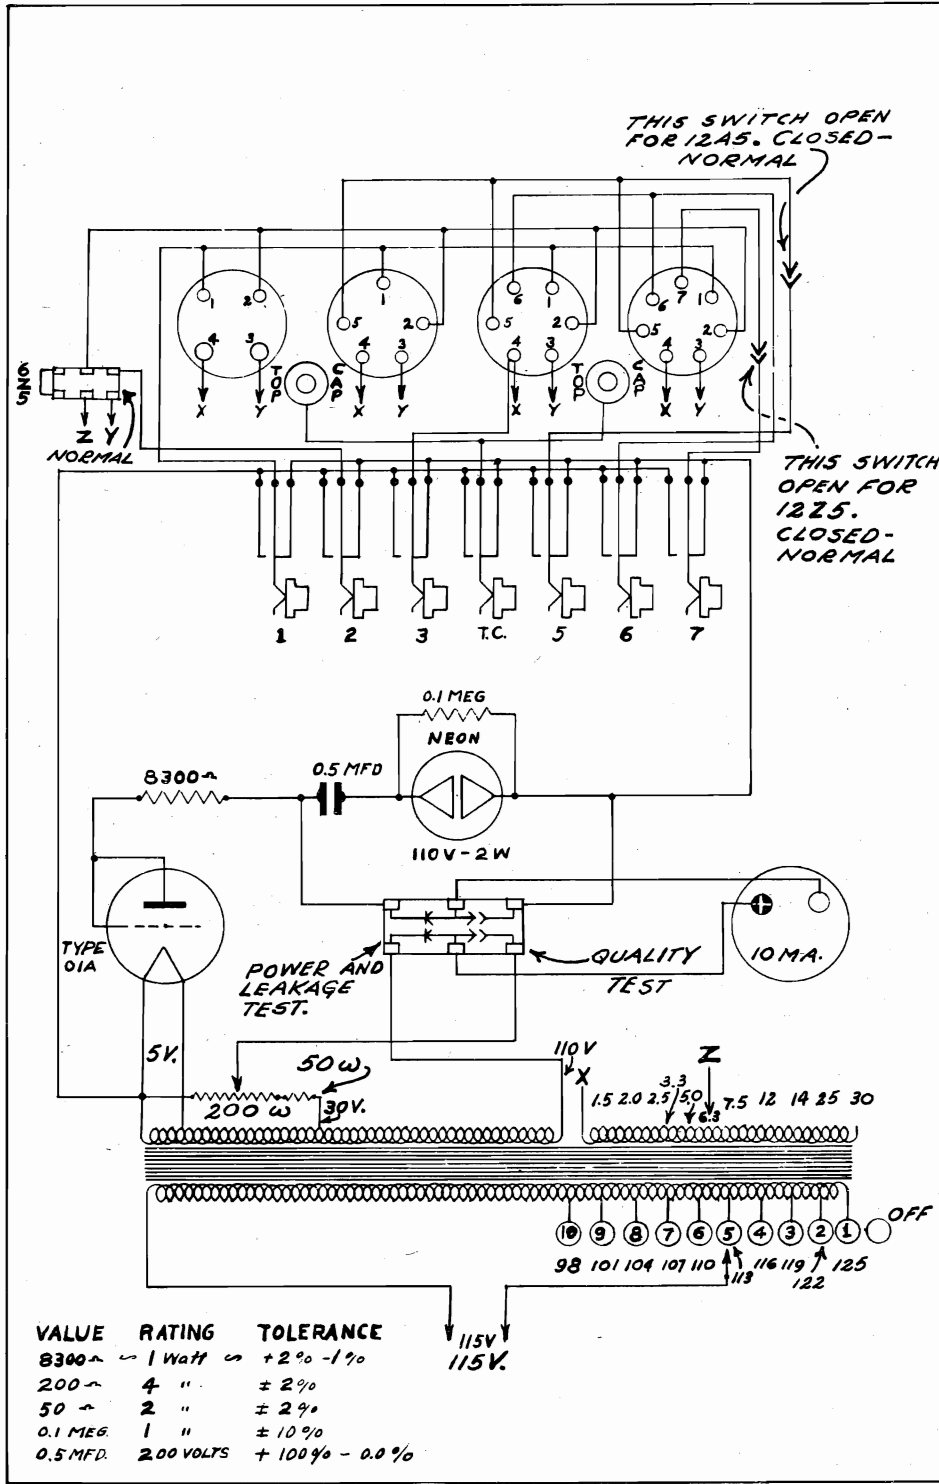 THIS SWITCH OPEN
FOR 12A5. CLOSED-
NORMAL
1 2 4 3
1 5 2 4 3
6 1 5 2 4 3
7 6 1 5 2 4 3
TOP CAP
TOP CAP
X Y X Y X Y X Y
6Z5
Z Y
NORMAL
THIS SWITCH
OPEN FOR
12Z5.
CLOSED-
NORMAL
1 2 3 T.C. 5 6 7
0.1 MEG
NEON
8300Ω
0.5 MFD
110V-2W
TYPE
01A
POWER AND
LEAKAGE
TEST.
QUALITY
TEST
10 MA.
5V.
50 ω
200 ω
30V.
110V
X
Z
1.5 2.0 2.5 3.3 5.0 6.3 7.5 12 14 25 30
10 9 8 7 6 5 4 3 2 1 OFF
98 101 104 107 110 113 116 119 122 125
115V
115V.
VALUE RATING TOLERANCE
8300Ω ~ 1 Watt ~ +2% -1%
200Ω 4 " ± 2%
50Ω 2 " ± 2%
0.1 MEG. 1 " ± 10%
0.5 MFD. 200 VOLTS + 100% - 0.0%